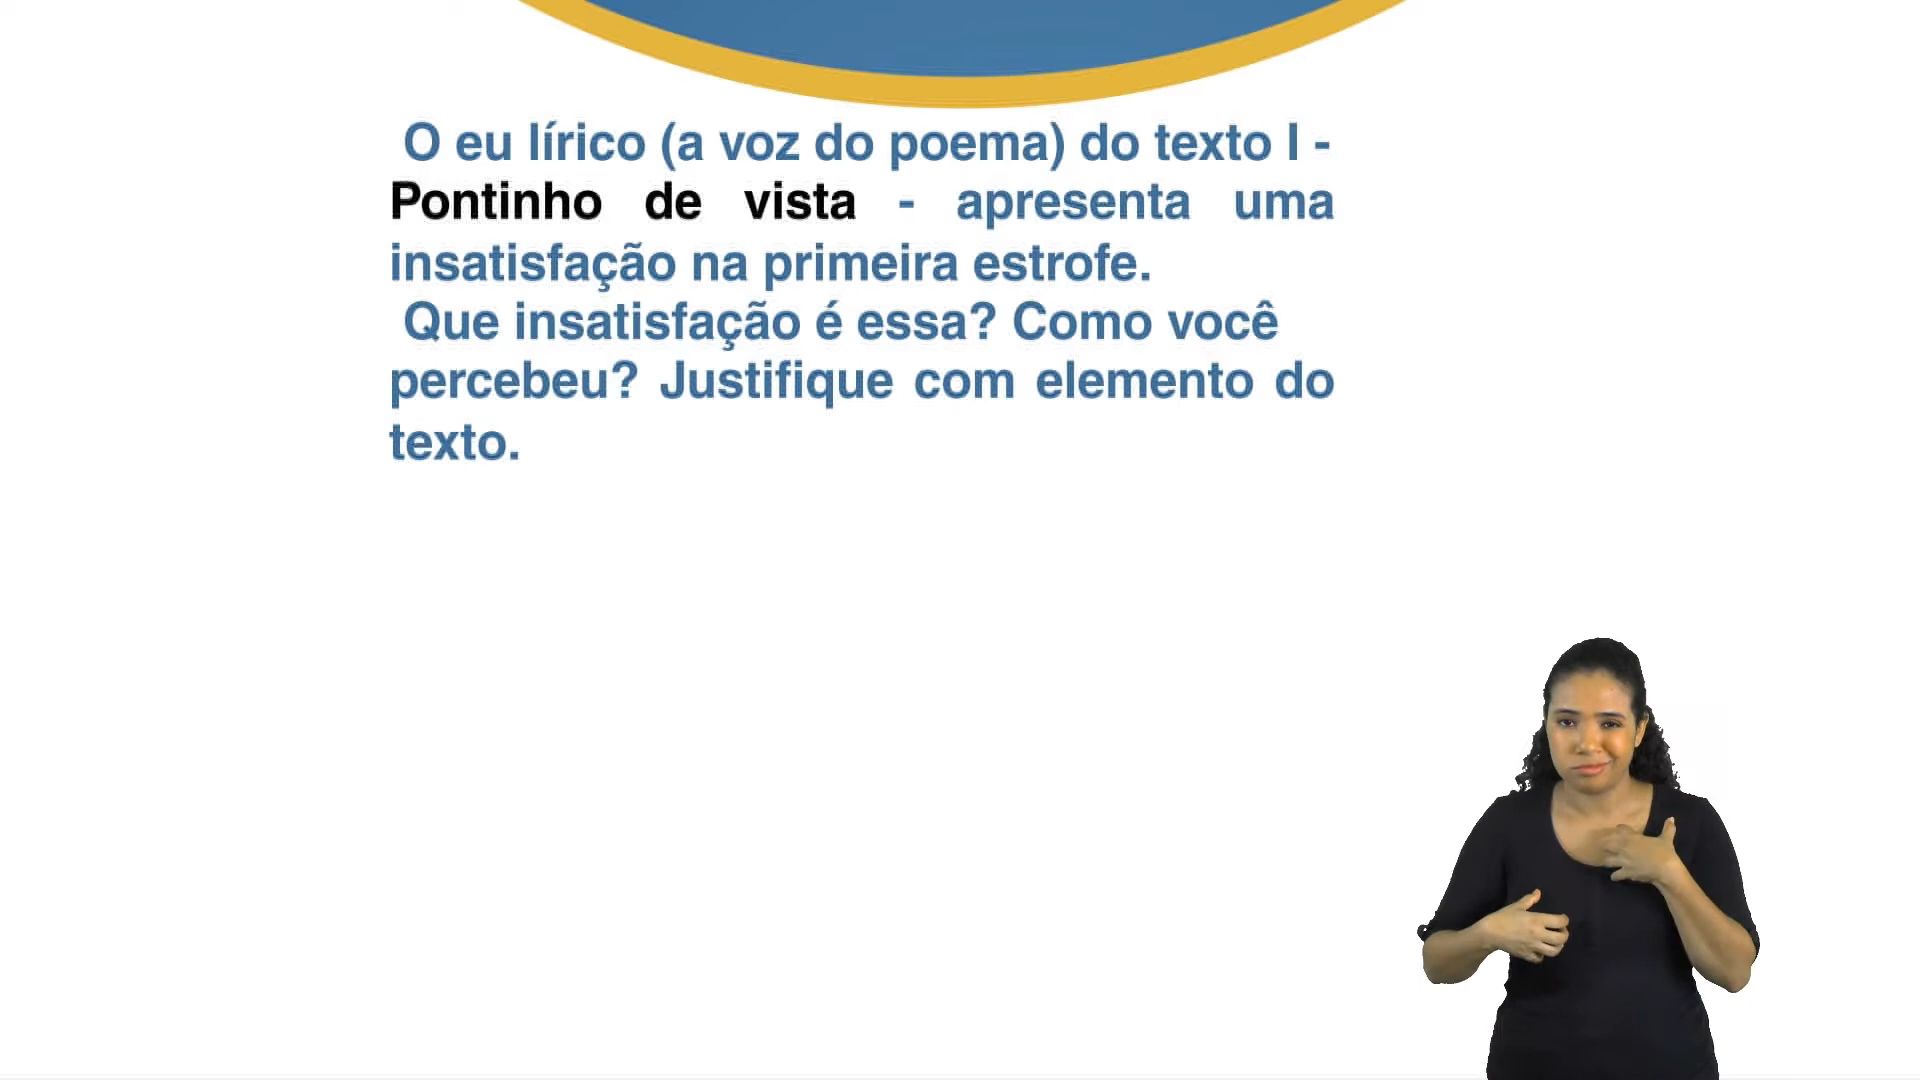 O eu lírico (a voz do poema) do texto I -
Pontinho de vista - apresenta uma
insatisfação na primeira estrofe.
Que insatisfação é essa? Como você
percebeu? Justifique com elemento do
texto.